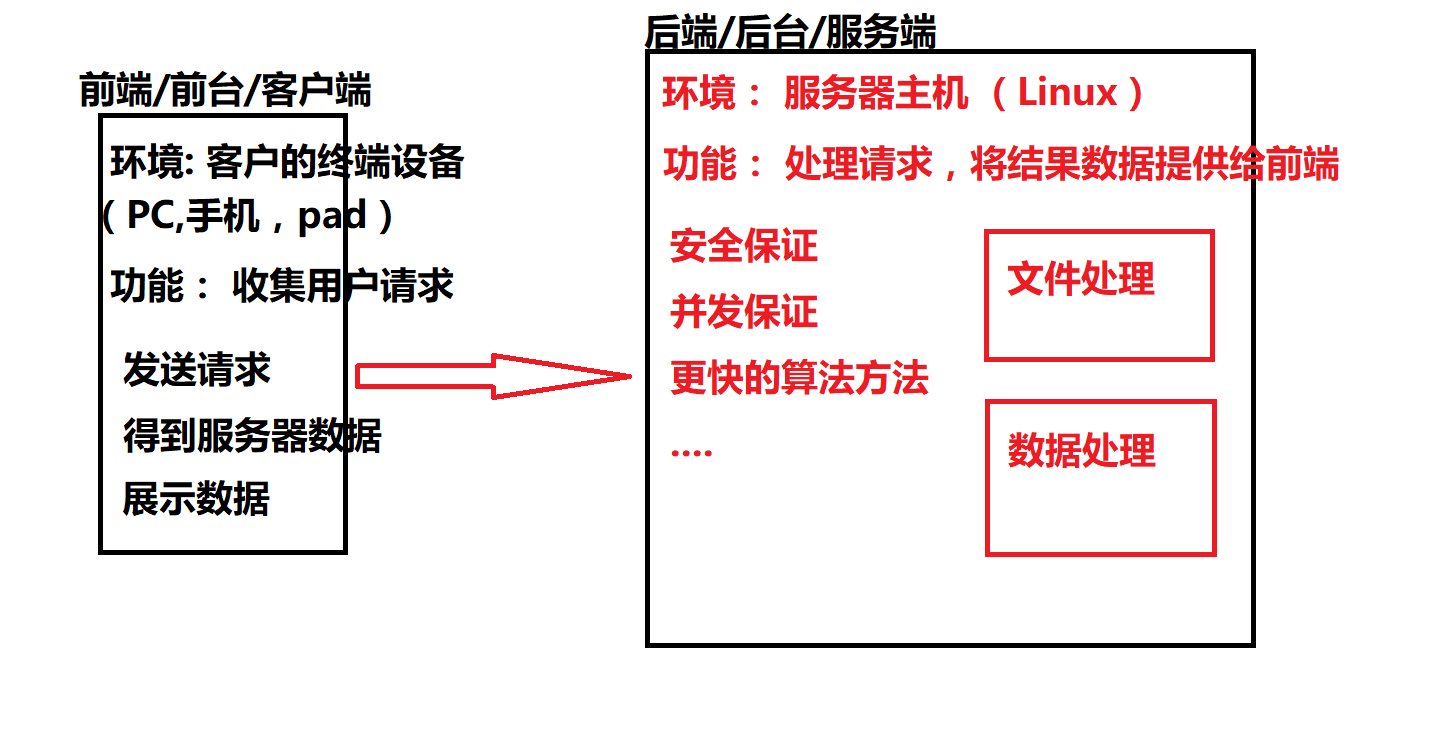 前端/前台/客户端
环境: 客户的终端设备
（PC,手机，pad）
功能： 收集用户请求
发送请求
得到服务器数据
展示数据
后端/后台/服务端
环境： 服务器主机（Linux）
功能： 处理请求，将结果数据提供给前端
安全保证
并发保证
更快的算法方法
....
文件处理
数据处理